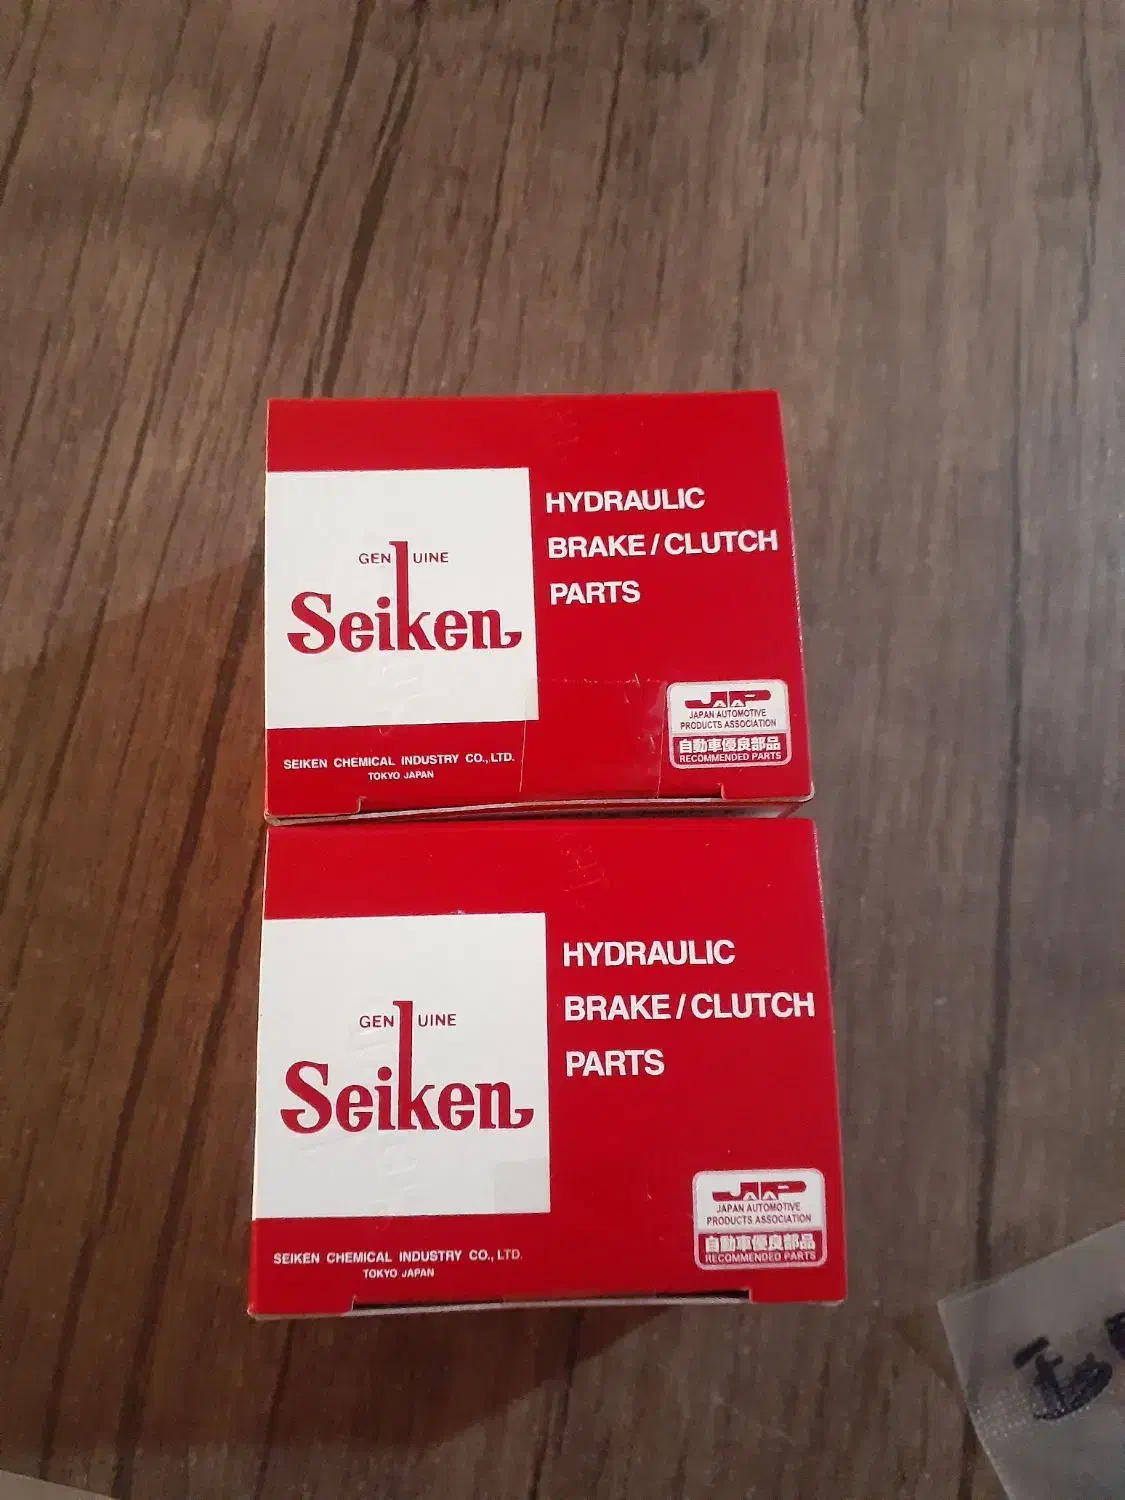 HYDRAULIC
BRAKE / CLUTCH
PARTS
GENUINE
Seiken
SEIKEN CHEMICAL INDUSTRY CO., LTD.
TOKYO JAPAN
JAAP
JAPAN AUTOMOTIVE
PRODUCTS ASSOCIATION
自動車優良部品
RECOMMENDED PARTS
HYDRAULIC
BRAKE / CLUTCH
PARTS
GENUINE
Seiken
SEIKEN CHEMICAL INDUSTRY CO., LTD.
TOKYO JAPAN
JAAP
JAPAN AUTOMOTIVE
PRODUCTS ASSOCIATION
自動車優良部品
RECOMMENDED PARTS